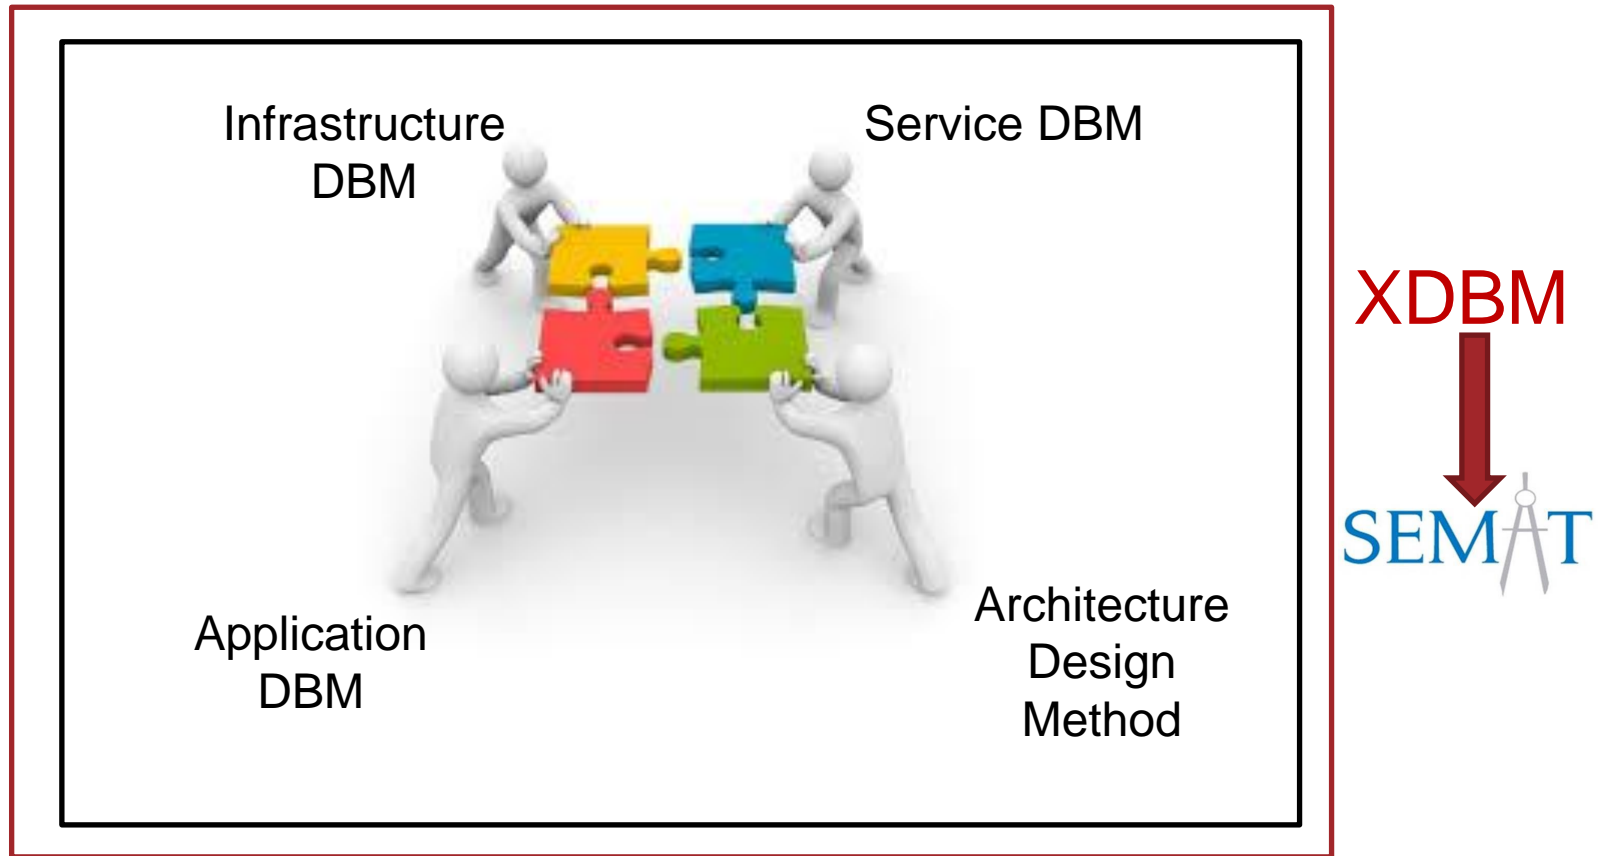 Infrastructure
DBM
Service DBM
XDBM
SEMAT
Application
DBM
Architecture
Design
Method